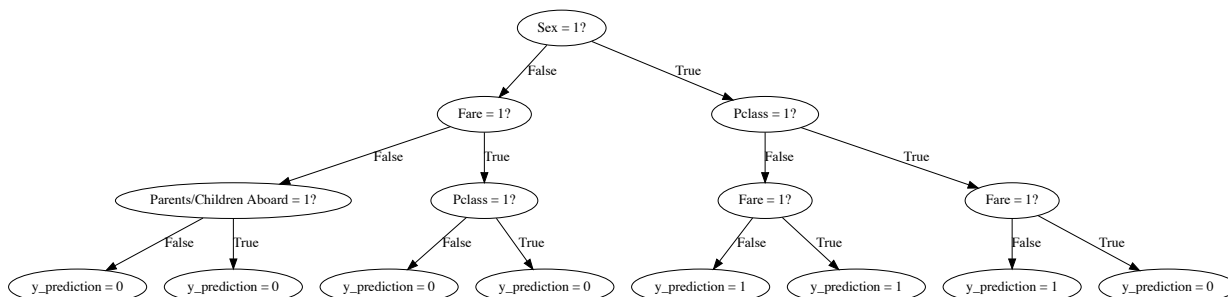 Sex = 1?
False
True
Fare = 1?
Pclass = 1?
False
True
False
True
Parents/Children Aboard = 1?
Pclass = 1?
Fare = 1?
Fare = 1?
False
True
False
True
False
True
False
True
y_prediction = 0
y_prediction = 0
y_prediction = 0
y_prediction = 0
y_prediction = 1
y_prediction = 1
y_prediction = 1
y_prediction = 0